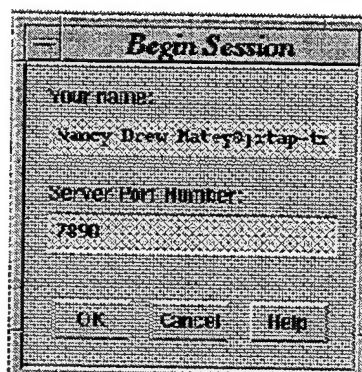 Begin Session
Your name:
Nancy Drew
Server Port Number:
7890
OK Cancel Help